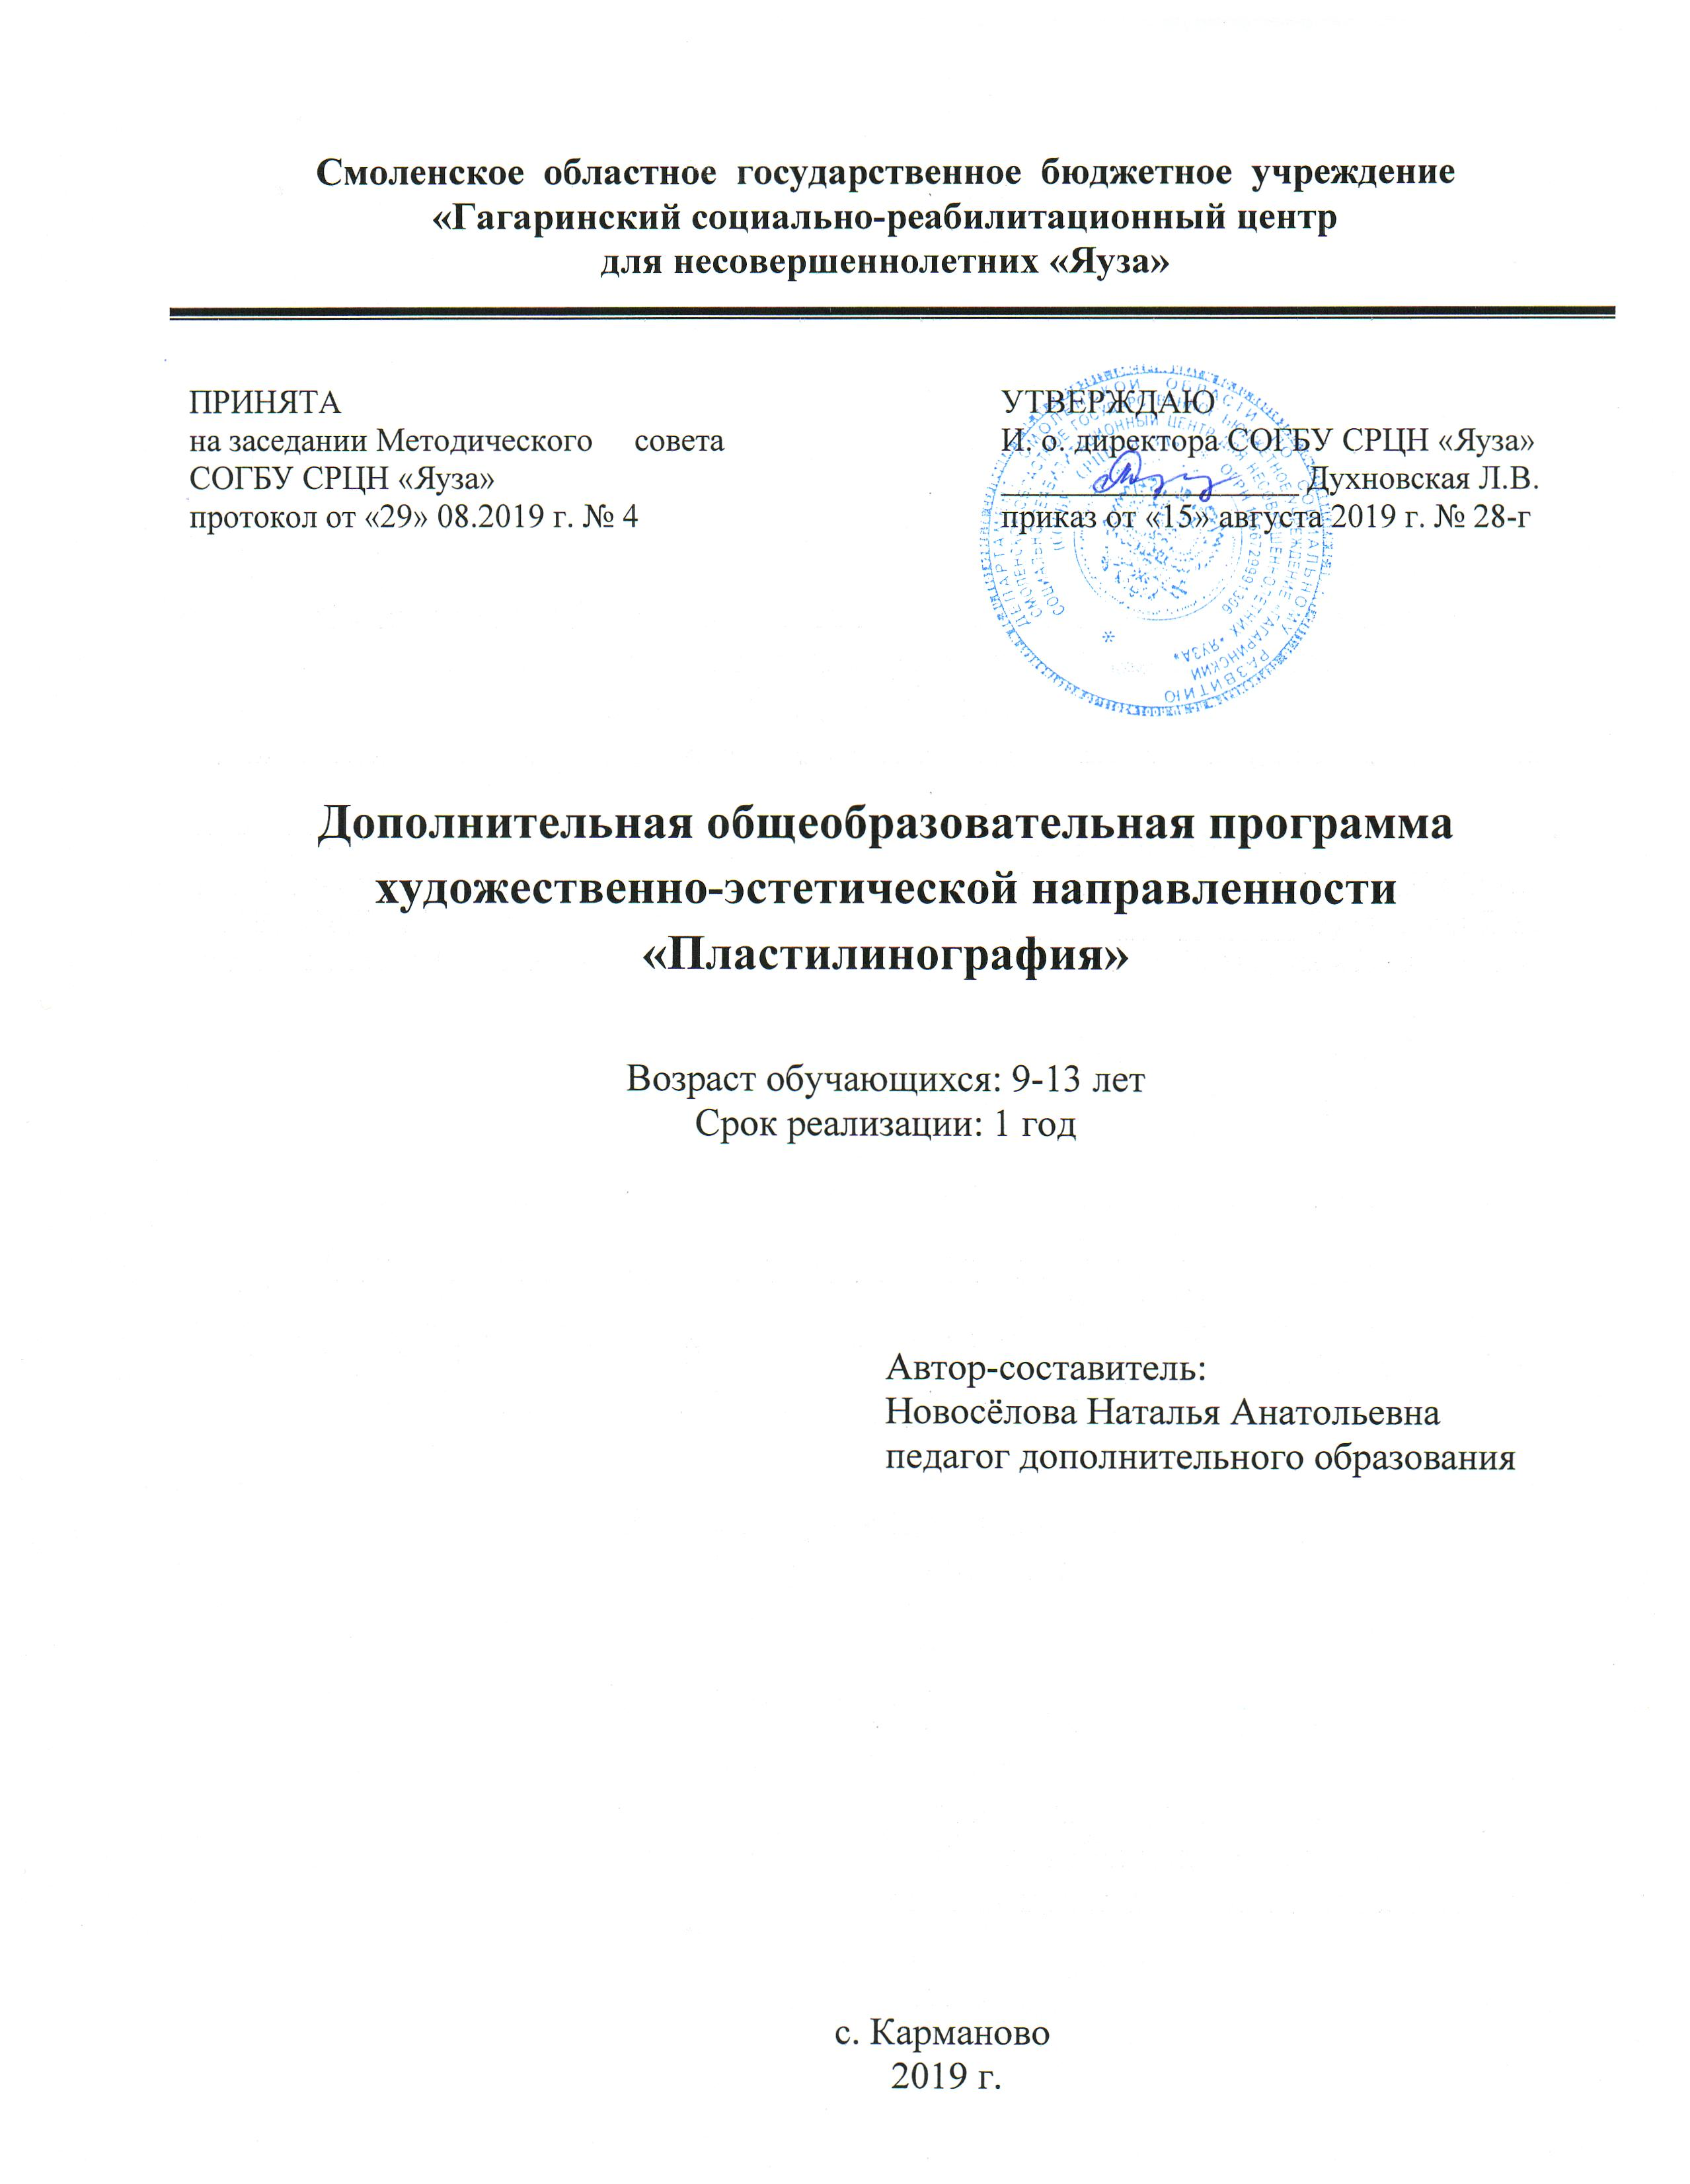 Смоленское областное государственное бюджетное учреждение
«Гагаринский социально-реабилитационный центр
для несовершеннолетних «Яуза»
ПРИНЯТА
на заседании Методического совета
СОГБУ СРЦН «Яуза»
протокол от «29» 08.2019 г. № 4
УТВЕРЖДАЮ
И. о. директора СОГБУ СРЦН «Яуза»
Духновская Л.В.
приказ от «15» августа 2019 г. № 28-г
Дополнительная общеобразовательная программа
художественно-эстетической направленности
«Пластилинография»
Возраст обучающихся: 9-13 лет
Срок реализации: 1 год
Автор-составитель:
Новосёлова Наталья Анатольевна
педагог дополнительного образования
с. Карманово
2019 г.